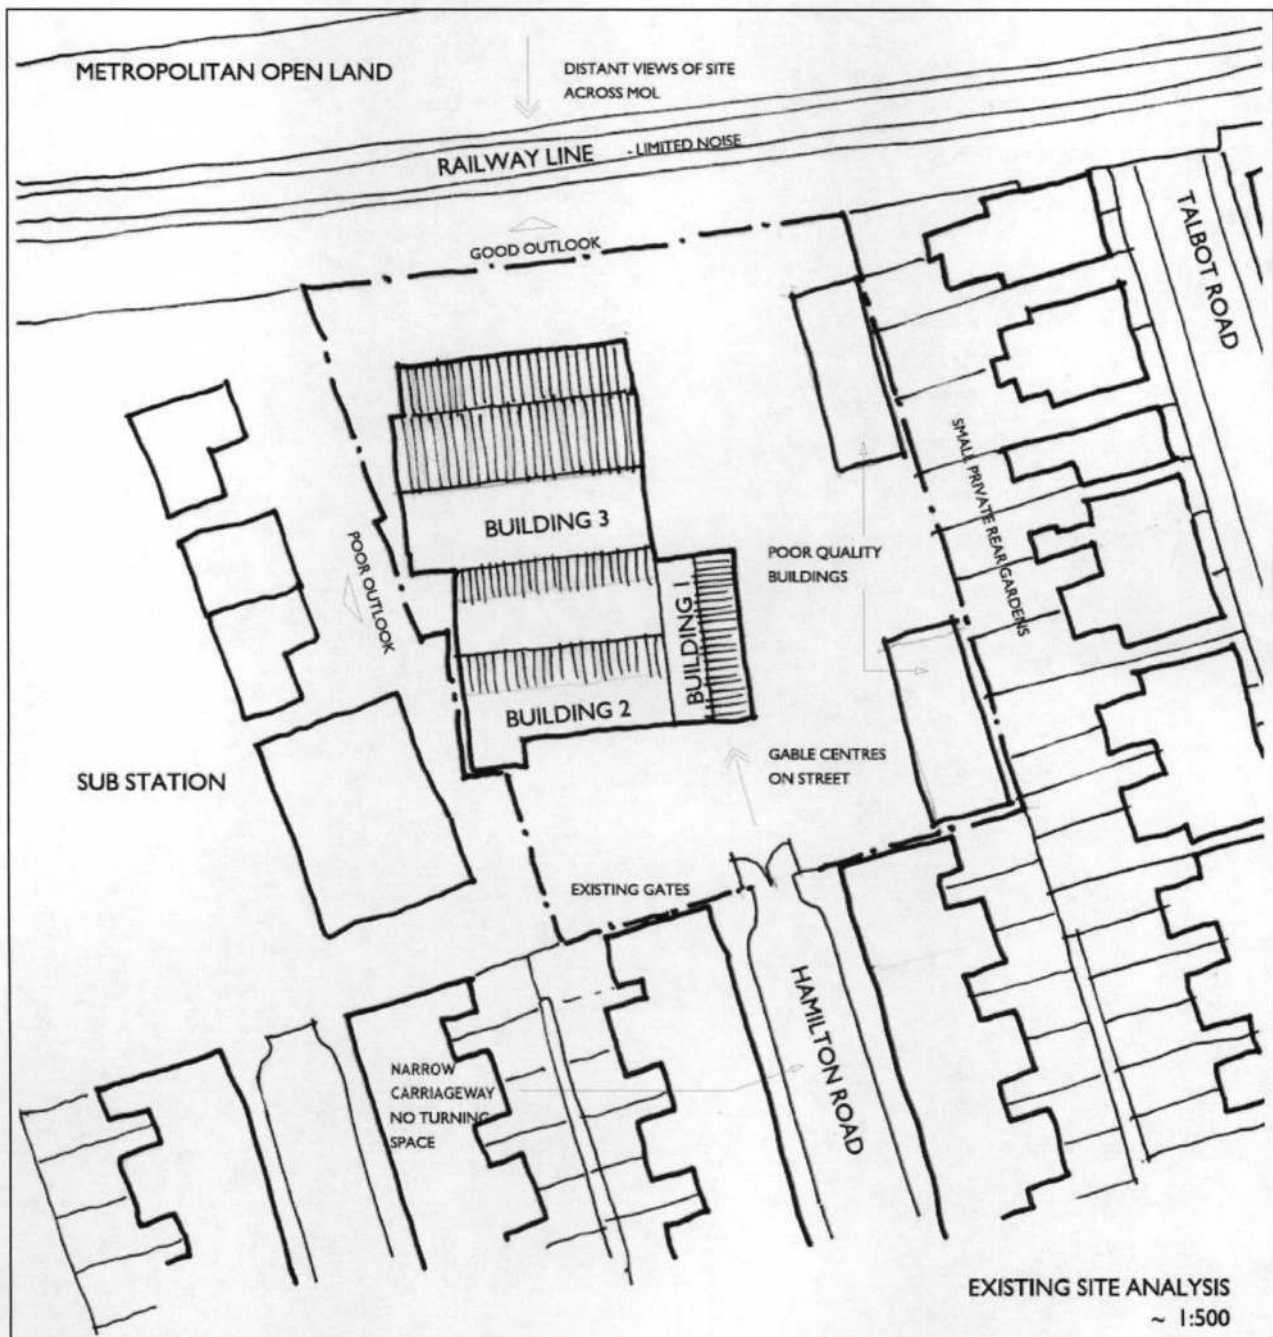 METROPOLITAN OPEN LAND
DISTANT VIEWS OF SITE
ACROSS MOL
RAILWAY LINE - LIMITED NOISE
TALBOT ROAD
GOOD OUTLOOK
SMALL PRIVATE REAR GARDENS
BUILDING 3
POOR OUTLOOK
POOR QUALITY
BUILDINGS
BUILDING 1
BUILDING 2
GABLE CENTRES
ON STREET
SUB STATION
EXISTING GATES
HAMILTON ROAD
NARROW
CARRIAGEWAY
NO TURNING
SPACE
EXISTING SITE ANALYSIS
~ 1:500